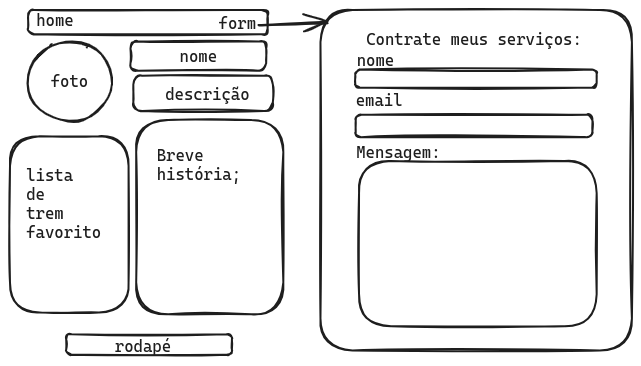 home
form
foto
nome
descrição
lista
de
trem
favorito
Breve
história;
rodapé
Contrate meus serviços:
nome
email
Mensagem: